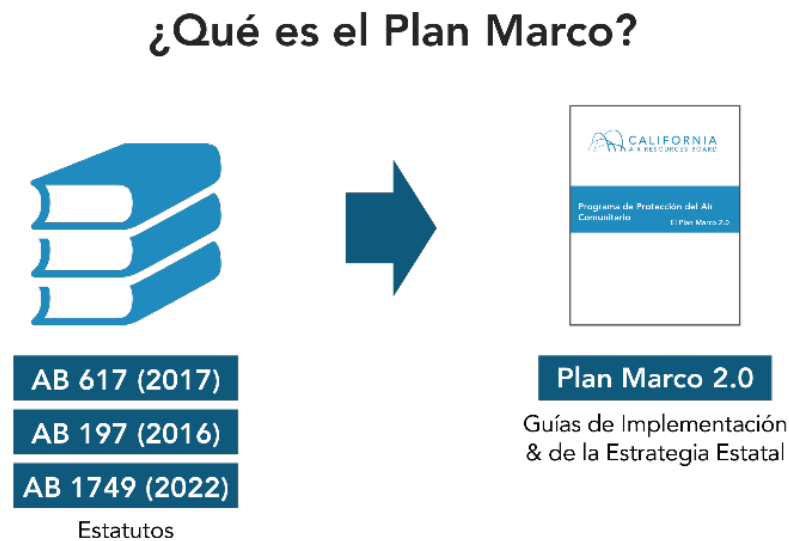 ¿Qué es el Plan Marco?
CALIFORNIA
AIR RESOURCES BOARD
Programa de Protección del Air
Comunitario
El Plan Marco 2.0
AB 617 (2017)
AB 197 (2016)
AB 1749 (2022)
Estatutos
Plan Marco 2.0
Guías de Implementación
& de la Estrategia Estatal